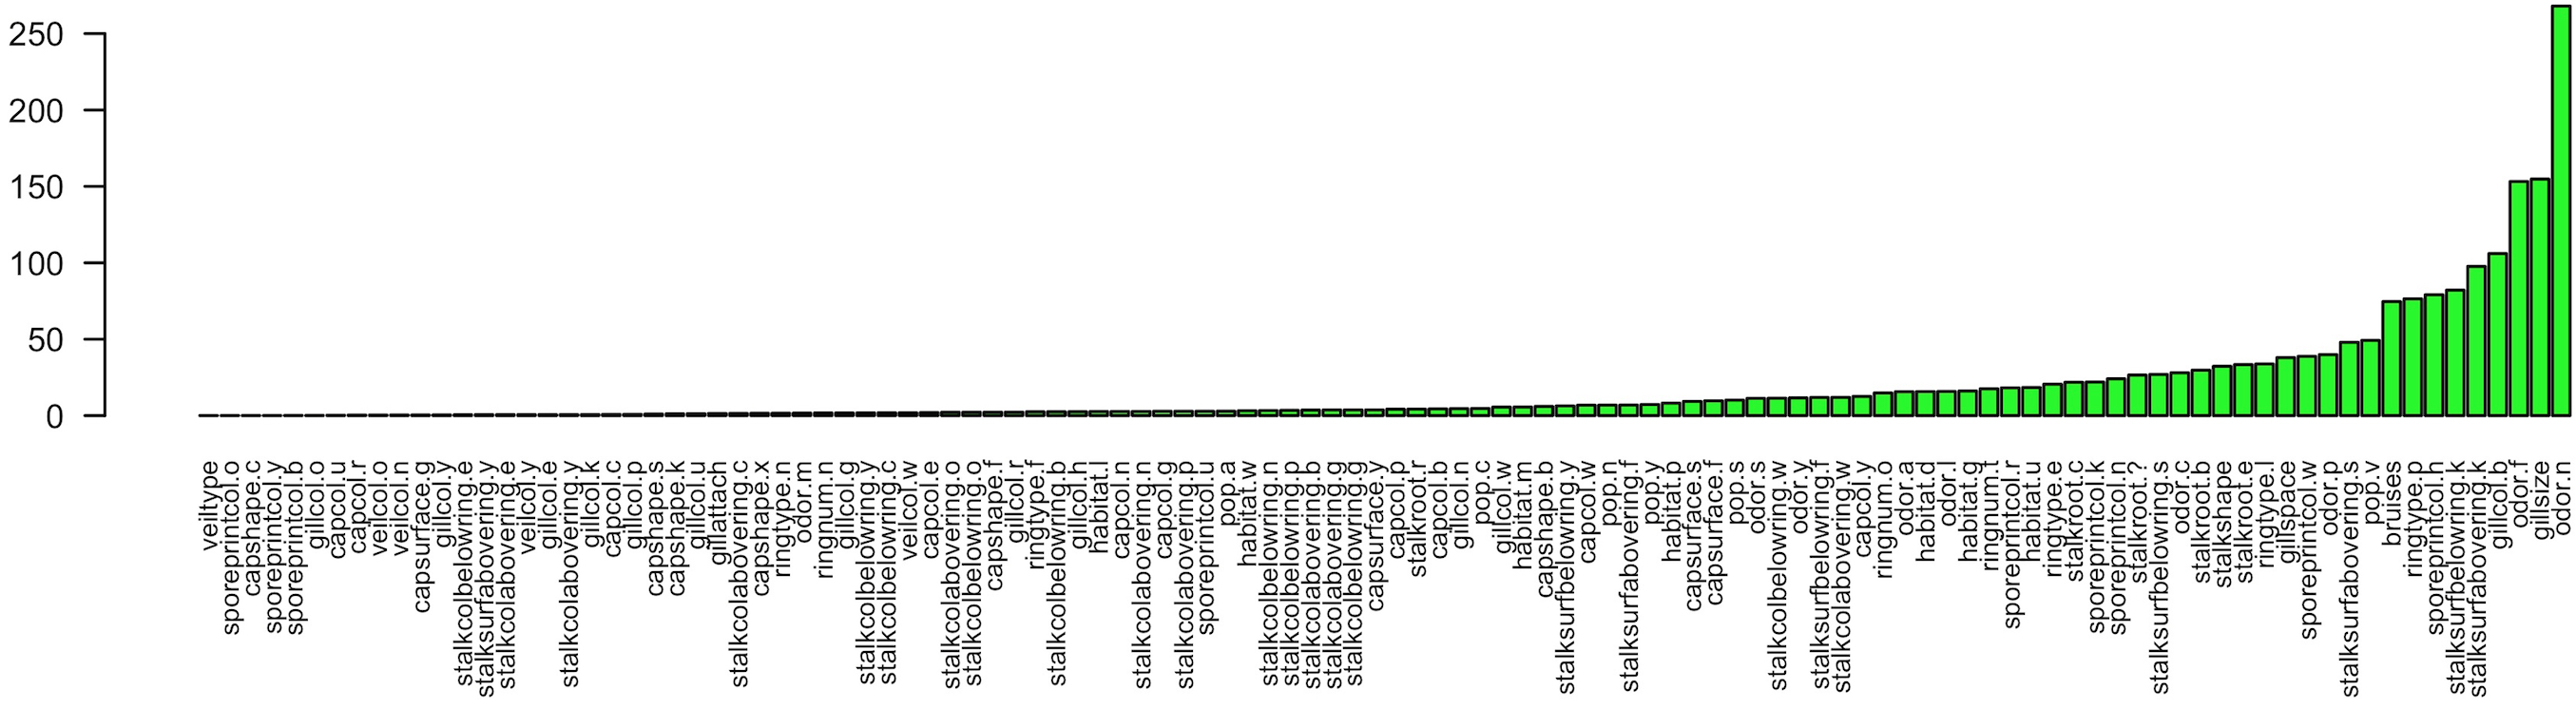 250
200
150
100
50
0
veiltype
sporeprintcol.o
capshape.c
sporeprintcol.y
sporeprintcol.b
gillcol.o
capcol.u
capcol.r
veilcol.o
veilcol.n
capsurface.g
gillcol.y
stalkcolbelowring.e
stalksurfabovering.y
stalkcolabovering.e
veilcol.y
gillcol.e
stalkcolabovering.y
gillcol.k
capcol.c
gillcol.p
capshape.s
capshape.k
gillcol.u
gillattach
stalkcolabovering.c
capshape.x
ringtype.n
odor.m
ringnum.n
gillcol.g
stalkcolbelowring.y
stalkcolbelowring.c
veilcol.w
capcol.e
stalkcolabovering.o
stalkcolbelowring.o
capshape.f
gillcol.r
ringtype.f
stalkcolbelowring.b
gillcol.h
habitat.l
capcol.n
stalkcolabovering.n
capcol.g
stalkcolabovering.p
sporeprintcol.u
pop.a
habitat.w
stalkcolbelowring.n
stalkcolbelowring.p
stalkcolabovering.b
stalkcolabovering.g
stalkcolbelowring.g
capsurface.y
capcol.p
stalkroot.r
capcol.b
gillcol.n
pop.c
gillcol.w
habitat.m
capshape.b
stalksurfbelowring.y
capcol.w
pop.n
stalksurfabovering.f
pop.y
habitat.p
capsurface.s
capsurface.f
pop.s
odor.s
stalkcolbelowring.w
odor.y
stalksurfbelowring.f
stalkcolabovering.w
capcol.y
ringnum.o
odor.a
habitat.d
odor.l
habitat.g
ringnum.t
sporeprintcol.r
habitat.u
ringtype.e
stalkroot.c
sporeprintcol.k
sporeprintcol.n
stalkroot.?
stalksurfbelowring.s
odor.c
stalkroot.b
stalkshape
stalkroot.e
ringtype.l
gillspace
sporeprintcol.w
odor.p
stalksurfabovering.s
pop.v
bruises
ringtype.p
sporeprintcol.h
stalksurfbelowring.k
stalksurfabovering.k
gillcol.b
odor.f
gillsize
odor.n